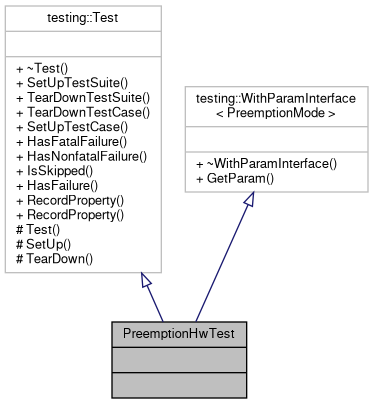 testing::Test
+ ~Test()
+ SetUpTestSuite()
+ TearDownTestSuite()
+ TearDownTestCase()
+ SetUpTestCase()
+ HasFatalFailure()
+ HasNonfatalFailure()
+ IsSkipped()
+ HasFailure()
+ RecordProperty()
+ RecordProperty()
# Test()
# SetUp()
# TearDown()
testing::WithParamInterface
< PreemptionMode >
+ ~WithParamInterface()
+ GetParam()
PreemptionHwTest